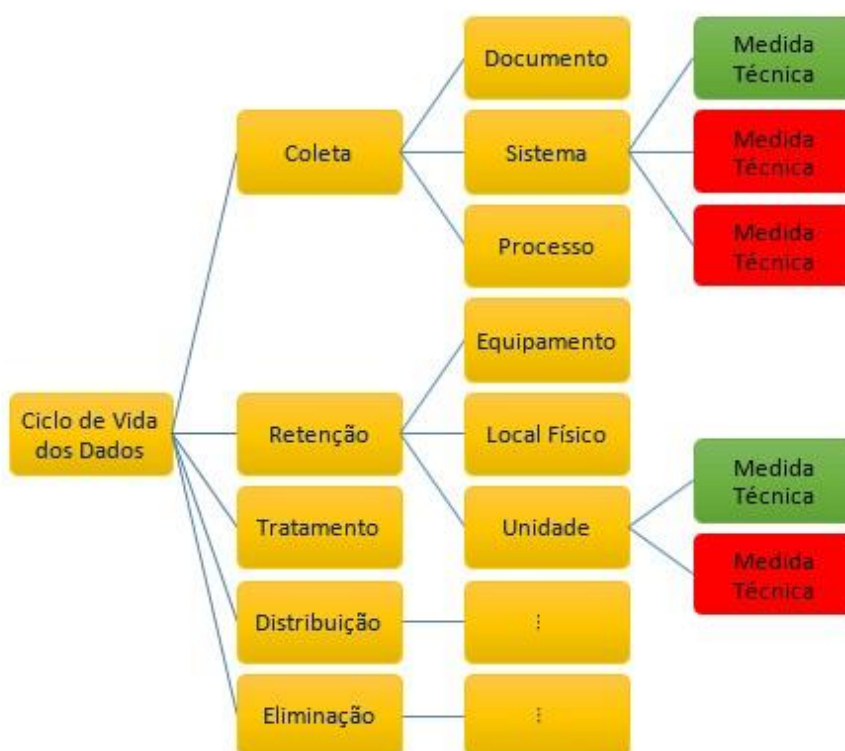 Documento
Medida
Técnica
Coleta
Sistema
Medida
Técnica
Processo
Medida
Técnica
Equipamento
Ciclo de Vida
dos Dados
Retenção
Local Físico
Medida
Técnica
Tratamento
Unidade
Medida
Técnica
Distribuição
⋮
Eliminação
⋮